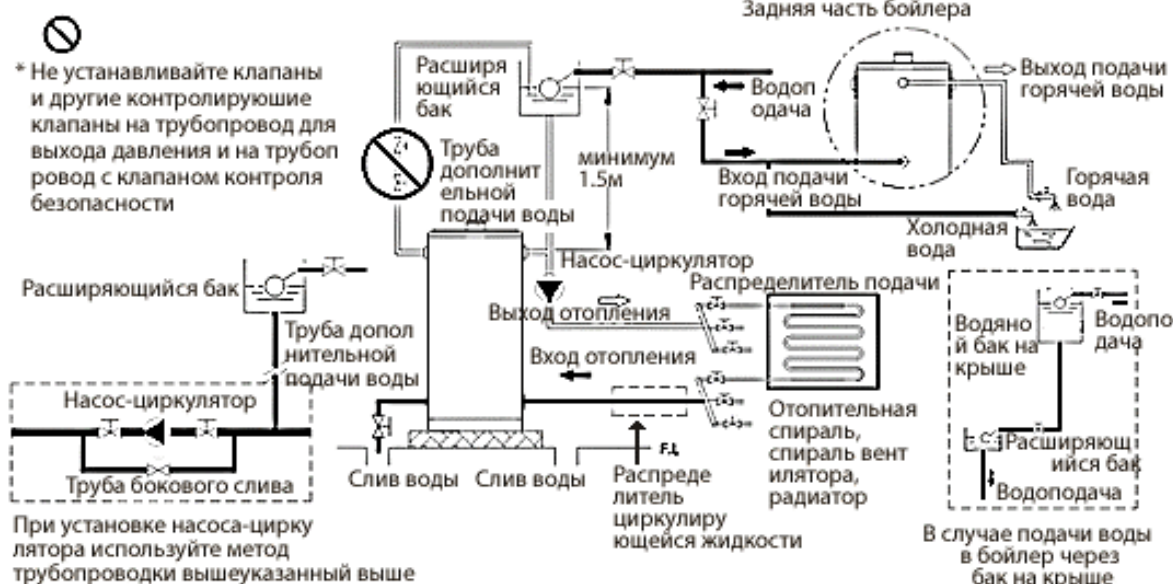 Задняя часть бойлера
* Не устанавливайте клапаны
и другие контролируюшие
клапаны на трубопровод для
выхода давления и на трубоп
ровод с клапаном контроля
безопасности
Расширя
ющийся
бак
Водоп
одача
Выход подачи
горячей воды
Труба
дополнит
ельной
подачи воды
минимум
1.5м
Вход подачи
горячей воды
Горячая
вода
Холодная
вода
Расширяющийся бак
Насос-циркулятор
Распределитель подачи
Выход отопления
Труба допол
нительной
подачи воды
Вход отопления
Водяно
й бак на
крыше
Водопо
дача
Насос-циркулятор
Труба бокового слива
Отопительная
спираль,
спираль вент
илятора,
радиатор
F.L
Слив воды
Слив воды
Распреде
литель
циркулиру
ющейся жидкости
Расширяющ
ийся бак
Водоподача
При установке насоса-цирку
лятора используйте метод
трубопроводки вышеуказанный выше
В случае подачи воды
в бойлер через
бак на крыше